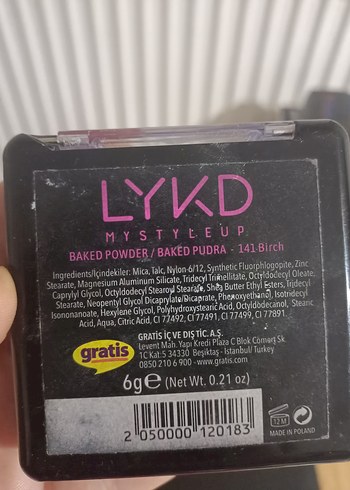 LYKD
MYSTYLEUP
BAKED POWDER / BAKED PUDRA - 141 Birch
Ingredients/İçindekiler: Mica, Talc, Nylon-6/12, Synthetic Fluorphlogopite, Zinc
Stearate, Magnesium Aluminum Silicate, Tridecyl Trimellitate, Octyldodecyl Oleate,
Caprylyl Glycol, Octyldodecyl Stearoyl Stearate, Shea Butter Ethyl Esters, Tridecyl
Stearate, Neopentyl Glycol Dicaprylate/Dicaprate, Phenoxyethanol, Isotridecyl
Isononanoate, Hexylene Glycol, Polyhydroxystearic Acid, Octyldodecanol, Stearic
Acid, Aqua, Citric Acid, CI 77492, CI 77491, CI 77499, CI 77891.
GRATİS İÇ VE DIŞ TİC. A.Ş.
Levent Mah. Yapı Kredi Plaza C Blok Cömert Sk.
1C Kat:5 34330 Beşiktaş - İstanbul/ Turkey
0850 210 6 900 - www.gratis.com
gratis
6g e (Net Wt. 0.21 oz)
2 050000 120183
12 M
MADE IN POLAND